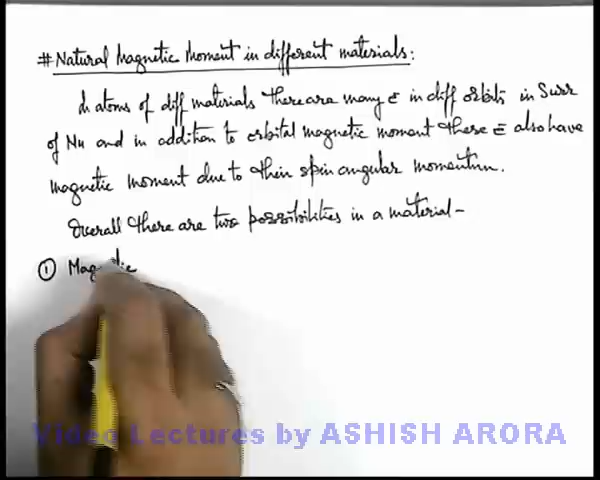 # Natural Magnetic Moment in different materials:
In atoms of diff materials there are many e̅ in diff orbits in Surr
of Nu and in addition to orbital magnetic moment these e̅ also have
magnetic moment due to their spin angular momentum.
Overall there are two possibilities in a material -
① Magnetic
Video Lectures by ASHISH ARORA